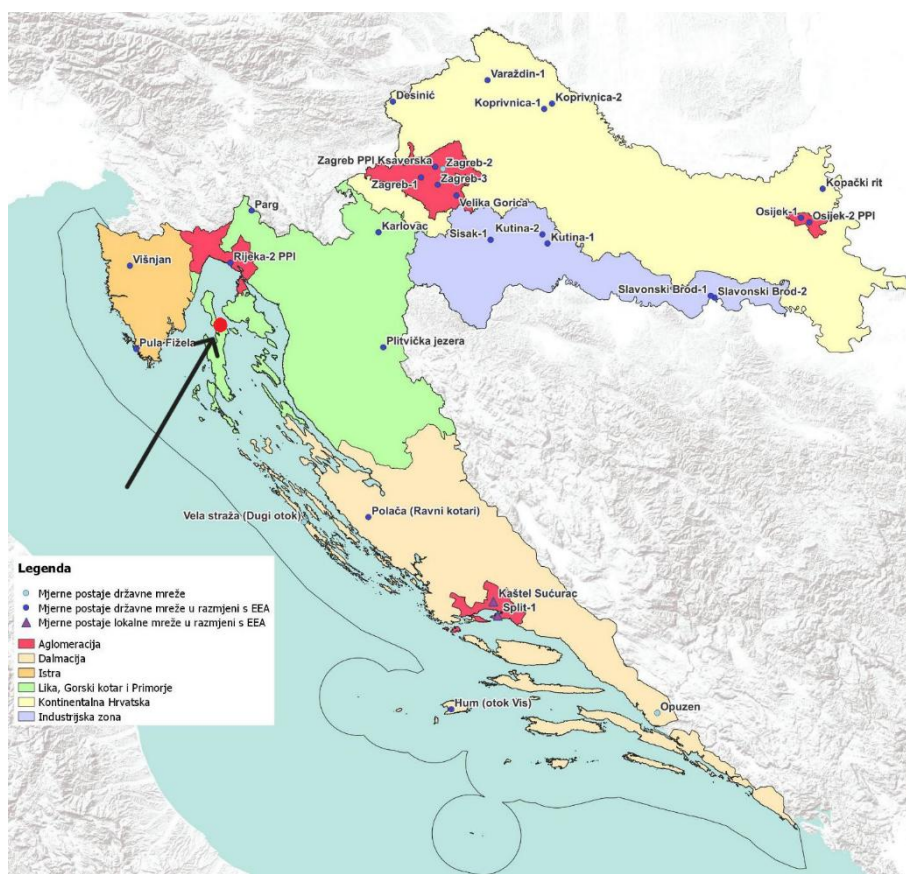 Varaždin-1
Desinić
Koprivnica-1
Koprivnica-2
Zagreb PPI Ksaverska
Zagreb-2
Zagreb-1
Zagreb-3
Velika Gorica
Kopački rit
Osijek-1
Osijek-2 PPI
Parg
Karlovac
Sisak-1
Kutina-2
Kutina-1
Višnjan
Rijeka-2 PPI
Slavonski Brod-1
Slavonski Brod-2
Pula Fižela
Plitvička jezera
Vela straža (Dugi otok)
Polača (Ravni kotari)
Kaštel Sućurac
Split-1
Hum (otok Vis)
Opuzen
Legenda
Mjerne postaje državne mreže
Mjerne postaje državne mreže u razmjeni s EEA
Mjerne postaje lokalne mreže u razmjeni s EEA
Aglomeracija
Dalmacija
Istra
Lika, Gorski kotar i Primorje
Kontinentalna Hrvatska
Industrijska zona